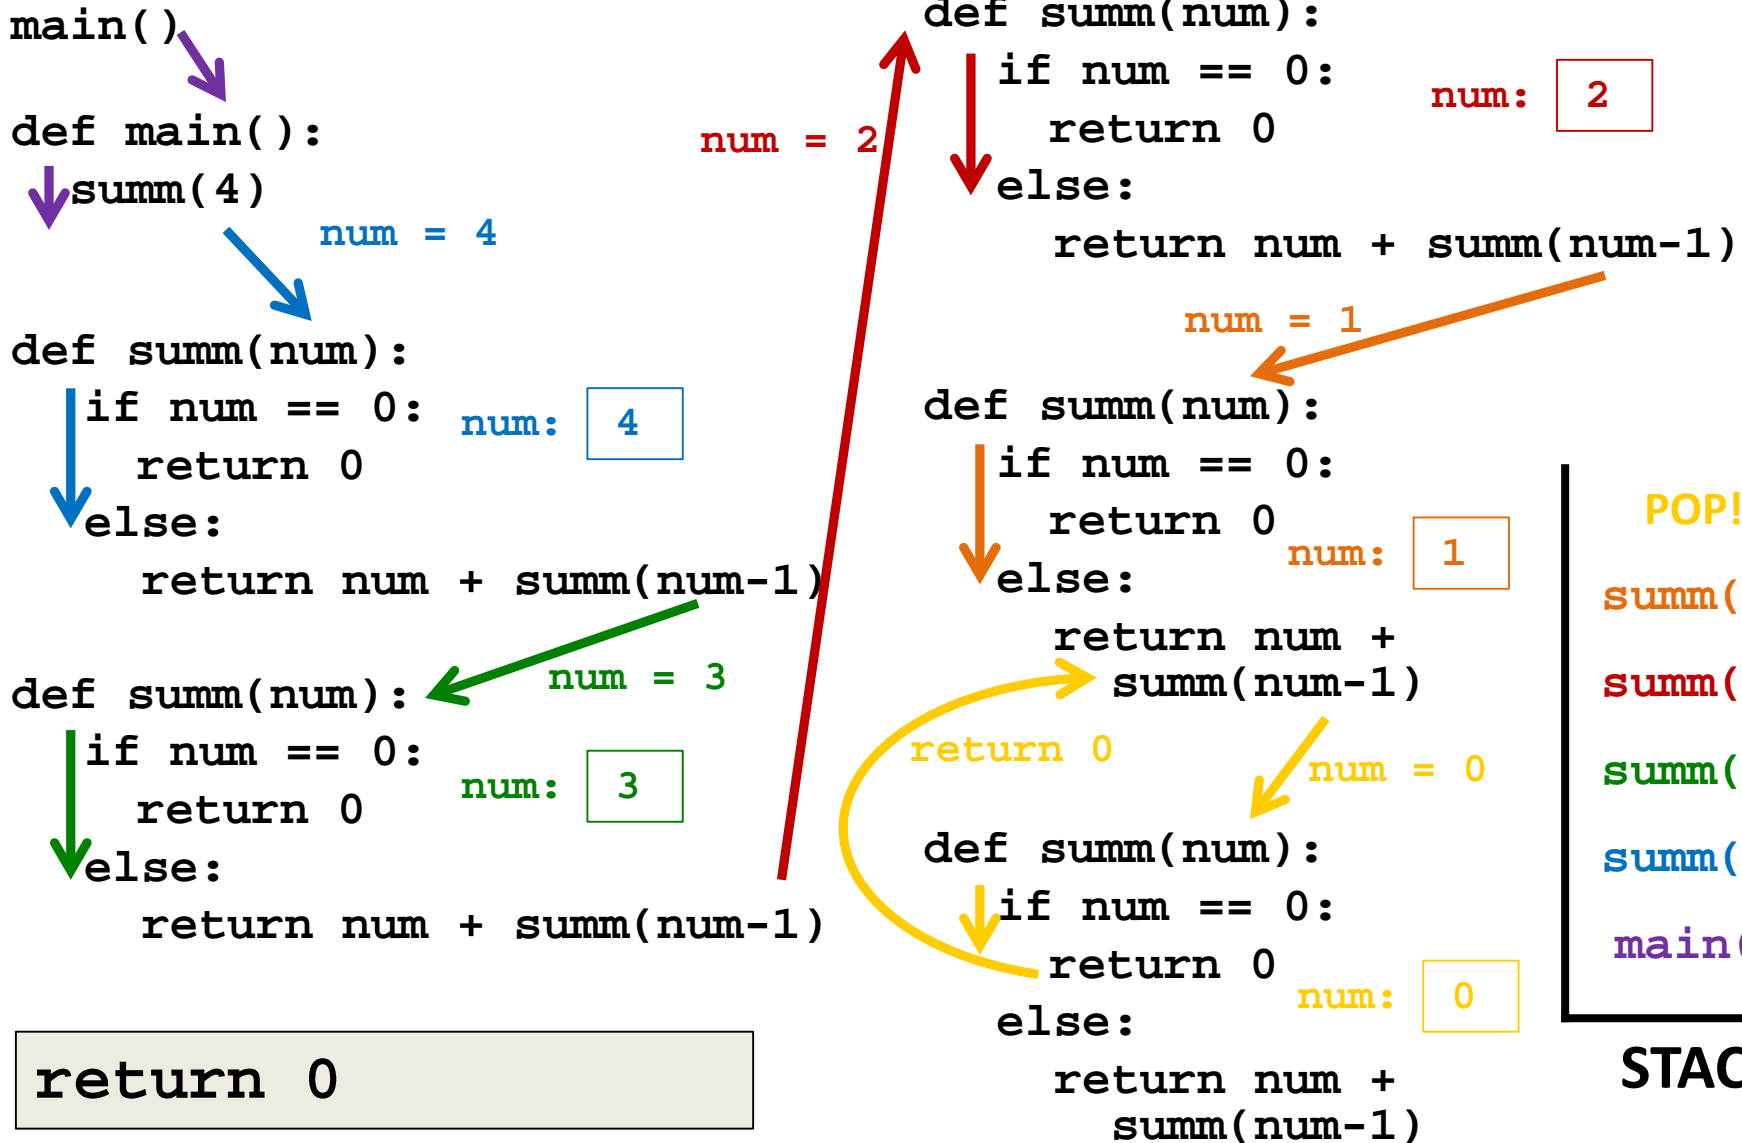 main()
def main():
summ(4)
num = 4
def summ(num):
if num == 0:
num: 4
return 0
else:
return num + summ(num-1)
num = 3
def summ(num):
if num == 0:
num: 3
return 0
else:
return num + summ(num-1)
return 0
num = 2
def summ(num):
if num == 0:
num: 2
return 0
else:
return num + summ(num-1)
num = 1
def summ(num):
if num == 0:
return 0
num: 1
else:
return num +
summ(num-1)
return 0
num = 0
def summ(num):
if num == 0:
return 0
num: 0
else:
return num +
summ(num-1)
POP!
summ(
summ(
summ(
summ(
main(
STAC